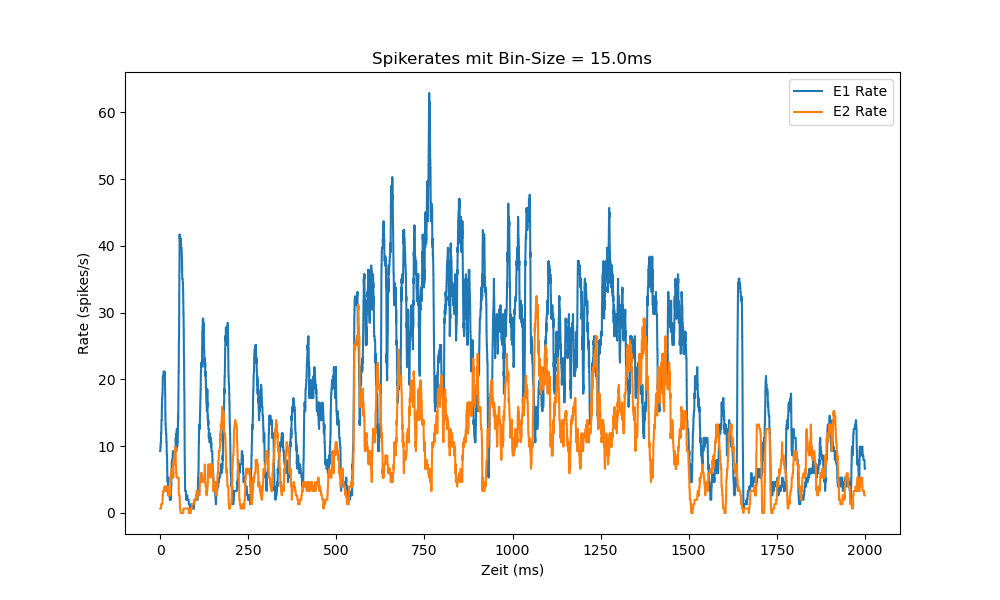 Spikerates mit Bin-Size = 15.0ms
E1 Rate
E2 Rate
Rate (spikes/s)
60
50
40
30
20
10
0
0 250 500 750 1000 1250 1500 1750 2000
Zeit (ms)